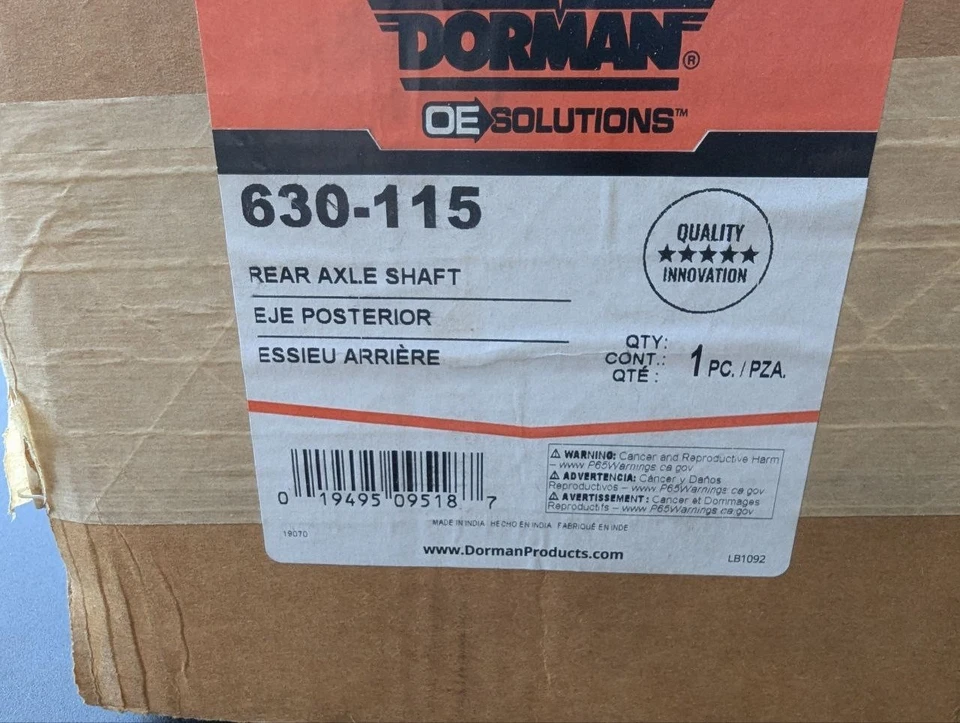 DORMAN®
OE SOLUTIONS™
630-115
QUALITY
★★★★★
INNOVATION
REAR AXLE SHAFT
EJE POSTERIOR
ESSIEU ARRIÈRE
QTY:
CONT.:
QTÉ :
1 PC. / PZA.
0 19495 09518 7
⚠ WARNING: Cancer and Reproductive Harm
– www.P65Warnings.ca.gov
⚠ ADVERTENCIA: Cáncer y Daños
Reproductivos – www.P65Warnings.ca.gov
⚠ AVERTISSEMENT : Cancer et Dommages
Reproductifs – www.P65Warnings.ca.gov
MADE IN INDIA HECHO EN INDIA FABRIQUÉ EN INDE
19070
www.DormanProducts.com
LB1092